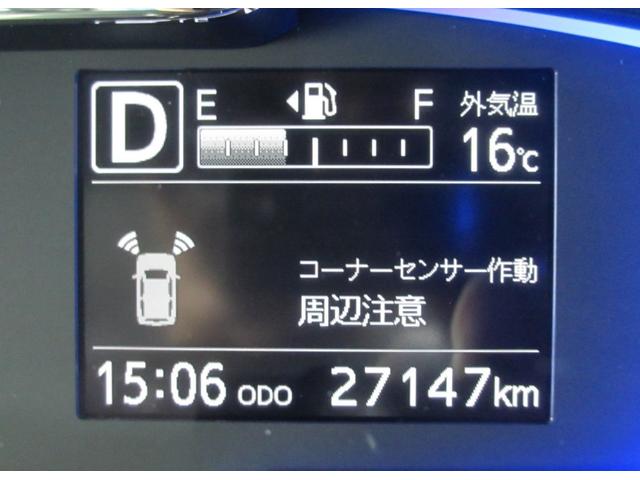 D
E F 外気温
16℃
コーナーセンサー作動
周辺注意
15:06 ODO 27147km